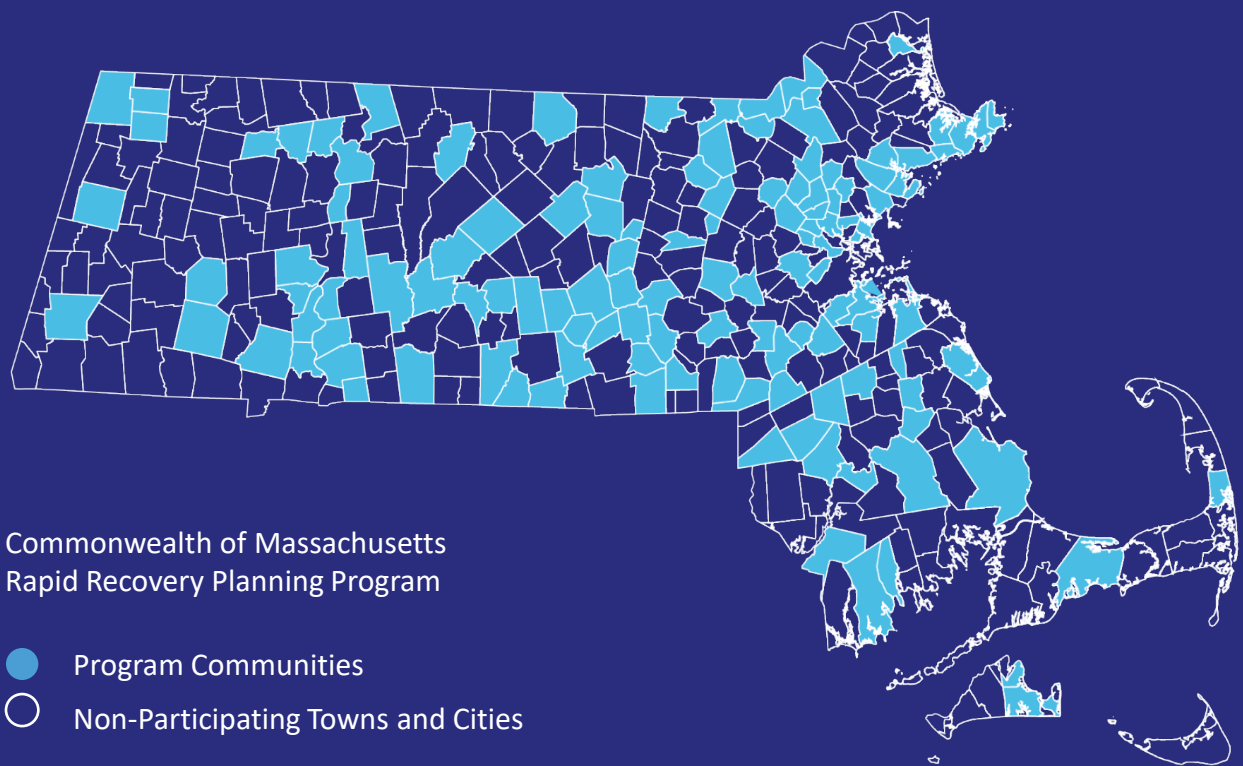 Commonwealth of Massachusetts
Rapid Recovery Planning Program
Program Communities
Non-Participating Towns and Cities